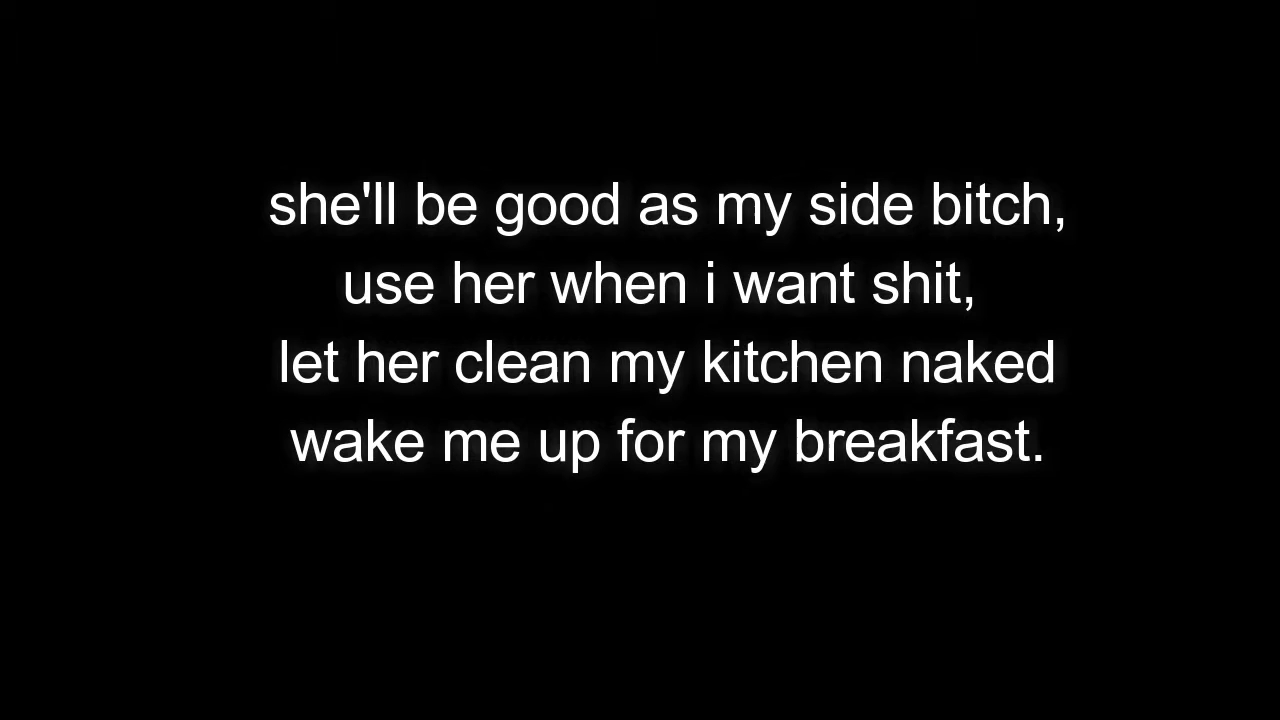 she'll be good as my side bitch,
use her when i want shit,
let her clean my kitchen naked
wake me up for my breakfast.